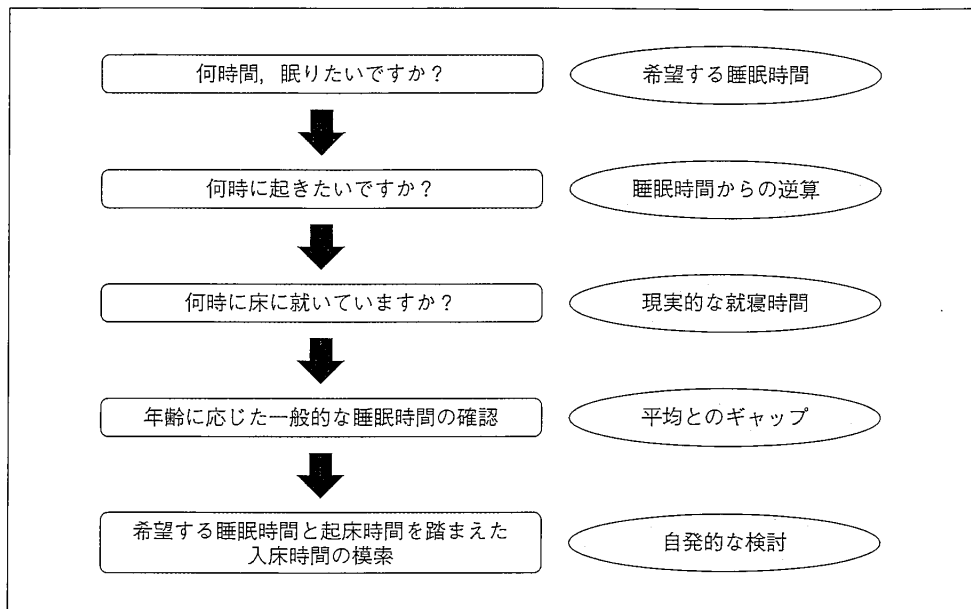 何時間，眠りたいですか？
希望する睡眠時間
何時に起きたいですか？
睡眠時間からの逆算
何時に床に就いていますか？
現実的な就寝時間
年齢に応じた一般的な睡眠時間の確認
平均とのギャップ
希望する睡眠時間と起床時間を踏まえた
入床時間の模索
自発的な検討